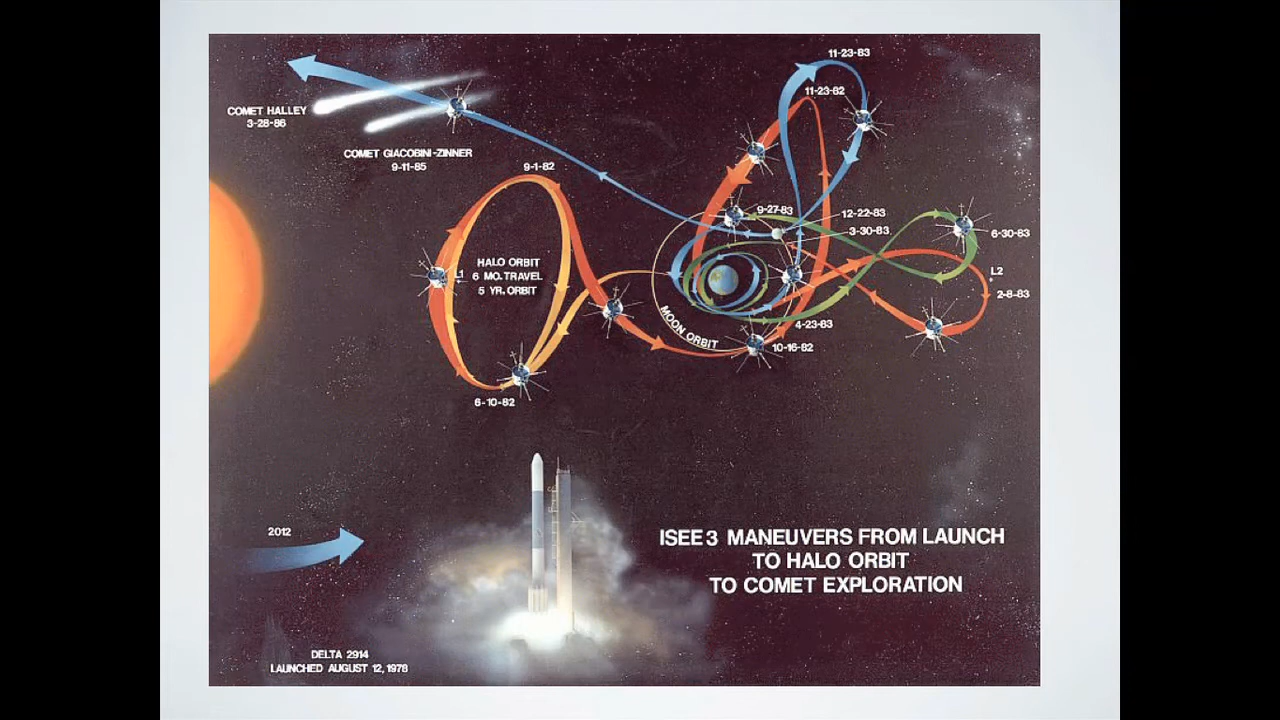 11-23-83
11-23-82
COMET HALLEY
3-28-86
COMET GIACOBINI-ZINNER
9-11-85
9-1-82
9-27-83
12-22-83
3-30-83
6-30-83
HALO ORBIT
6 MO. TRAVEL
5 YR. ORBIT
L1
L2
2-8-83
MOON ORBIT
4-23-83
10-16-82
6-10-82
2012
ISEE 3 MANEUVERS FROM LAUNCH
TO HALO ORBIT
TO COMET EXPLORATION
DELTA 2914
LAUNCHED AUGUST 12, 1978